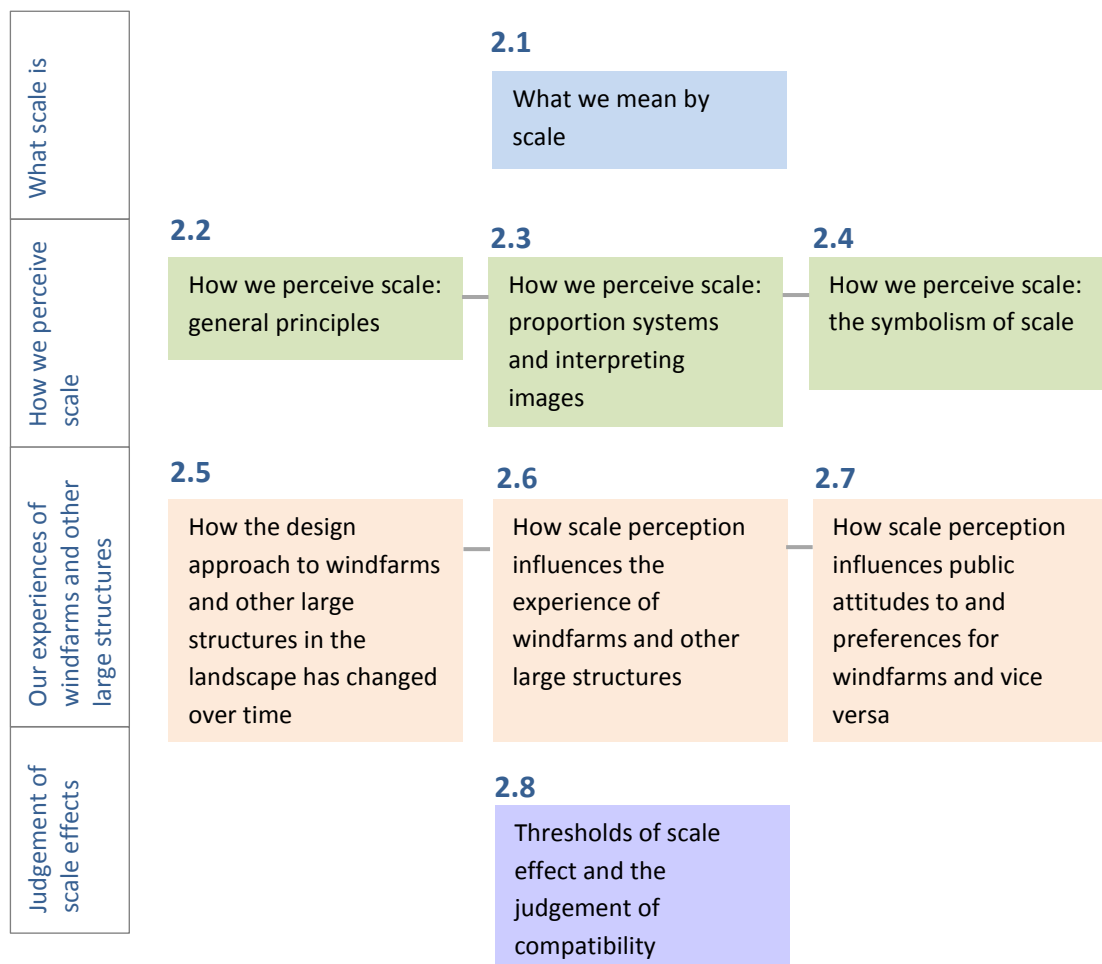 What scale is
2.1
What we mean by
scale
How we perceive
scale
2.2
How we perceive scale:
general principles
2.3
How we perceive scale:
proportion systems
and interpreting
images
2.4
How we perceive scale:
the symbolism of scale
Our experiences of
windfarms and other
large structures
2.5
How the design
approach to windfarms
and other large
structures in the
landscape has changed
over time
2.6
How scale perception
influences the
experience of
windfarms and other
large structures
2.7
How scale perception
influences public
attitudes to and
preferences for
windfarms and vice
versa
Judgement of
scale effects
2.8
Thresholds of scale
effect and the
judgement of
compatibility